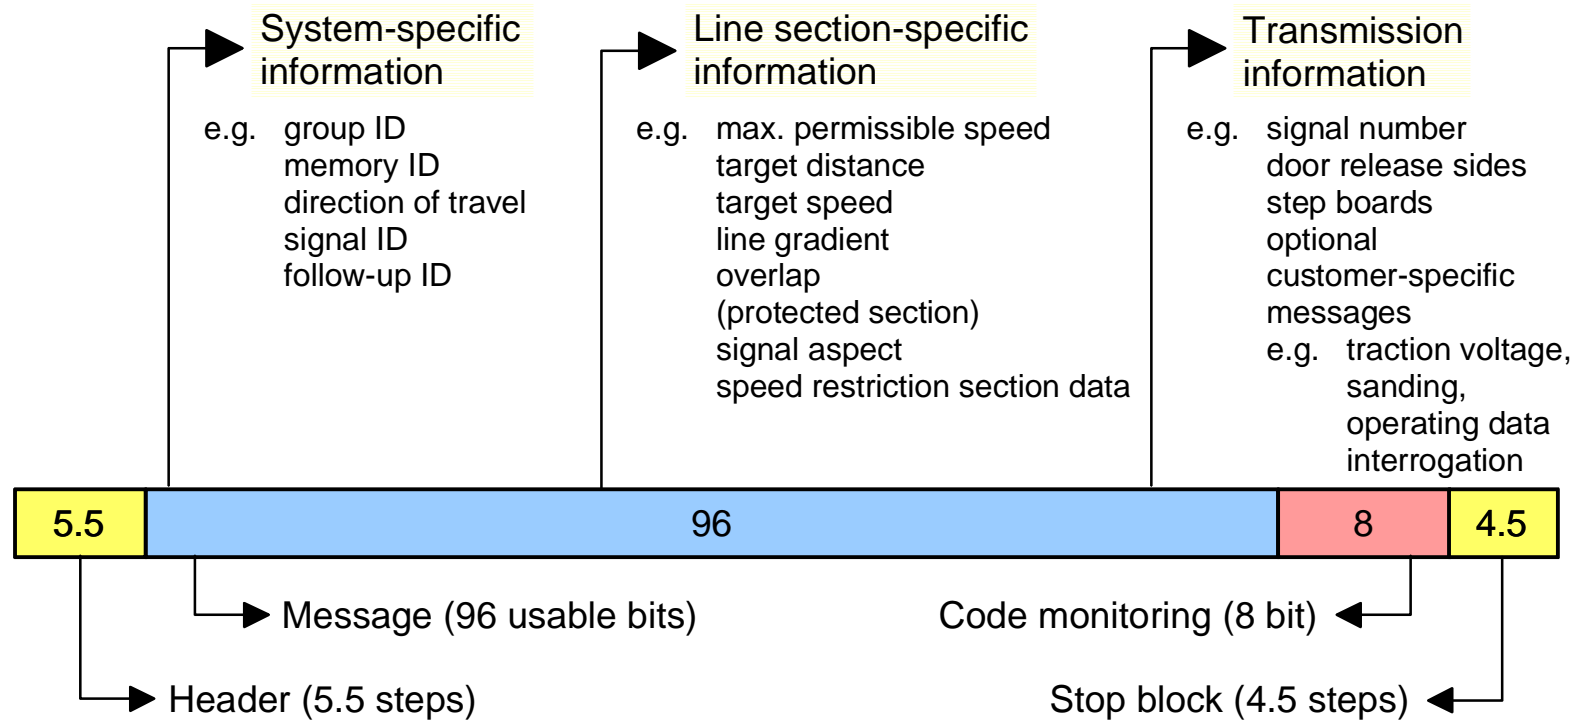 System-specific
information
e.g. group ID
memory ID
direction of travel
signal ID
follow-up ID
Line section-specific
information
e.g. max. permissible speed
target distance
target speed
line gradient
overlap
(protected section)
signal aspect
speed restriction section data
Transmission
information
e.g. signal number
door release sides
step boards
optional
customer-specific
messages
e.g. traction voltage,
sanding,
operating data
interrogation
5.5 96 8 4.5
Message (96 usable bits)
Code monitoring (8 bit)
Header (5.5 steps)
Stop block (4.5 steps)